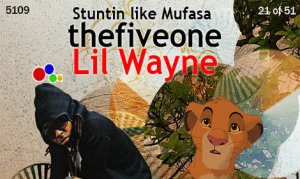 5109
Stuntin like Mufasa
21 of 51
thefiveone
Lil Wayne